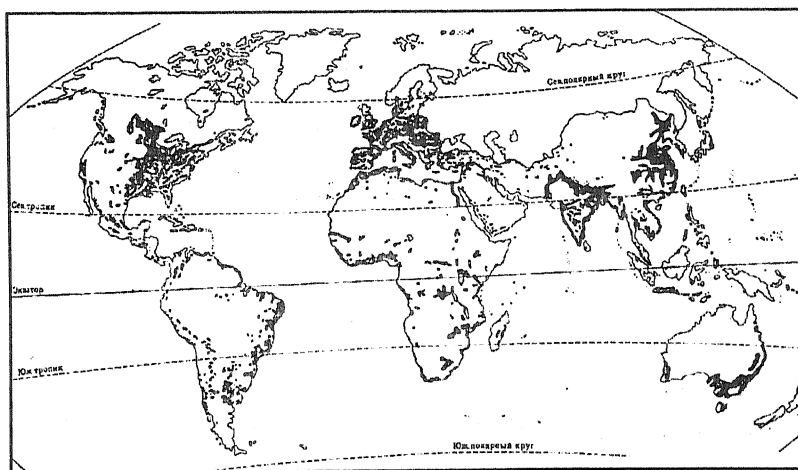 Сев.полярный круг
Сев.тропик
Экватор
Юж.тропик
Юж.полярный круг